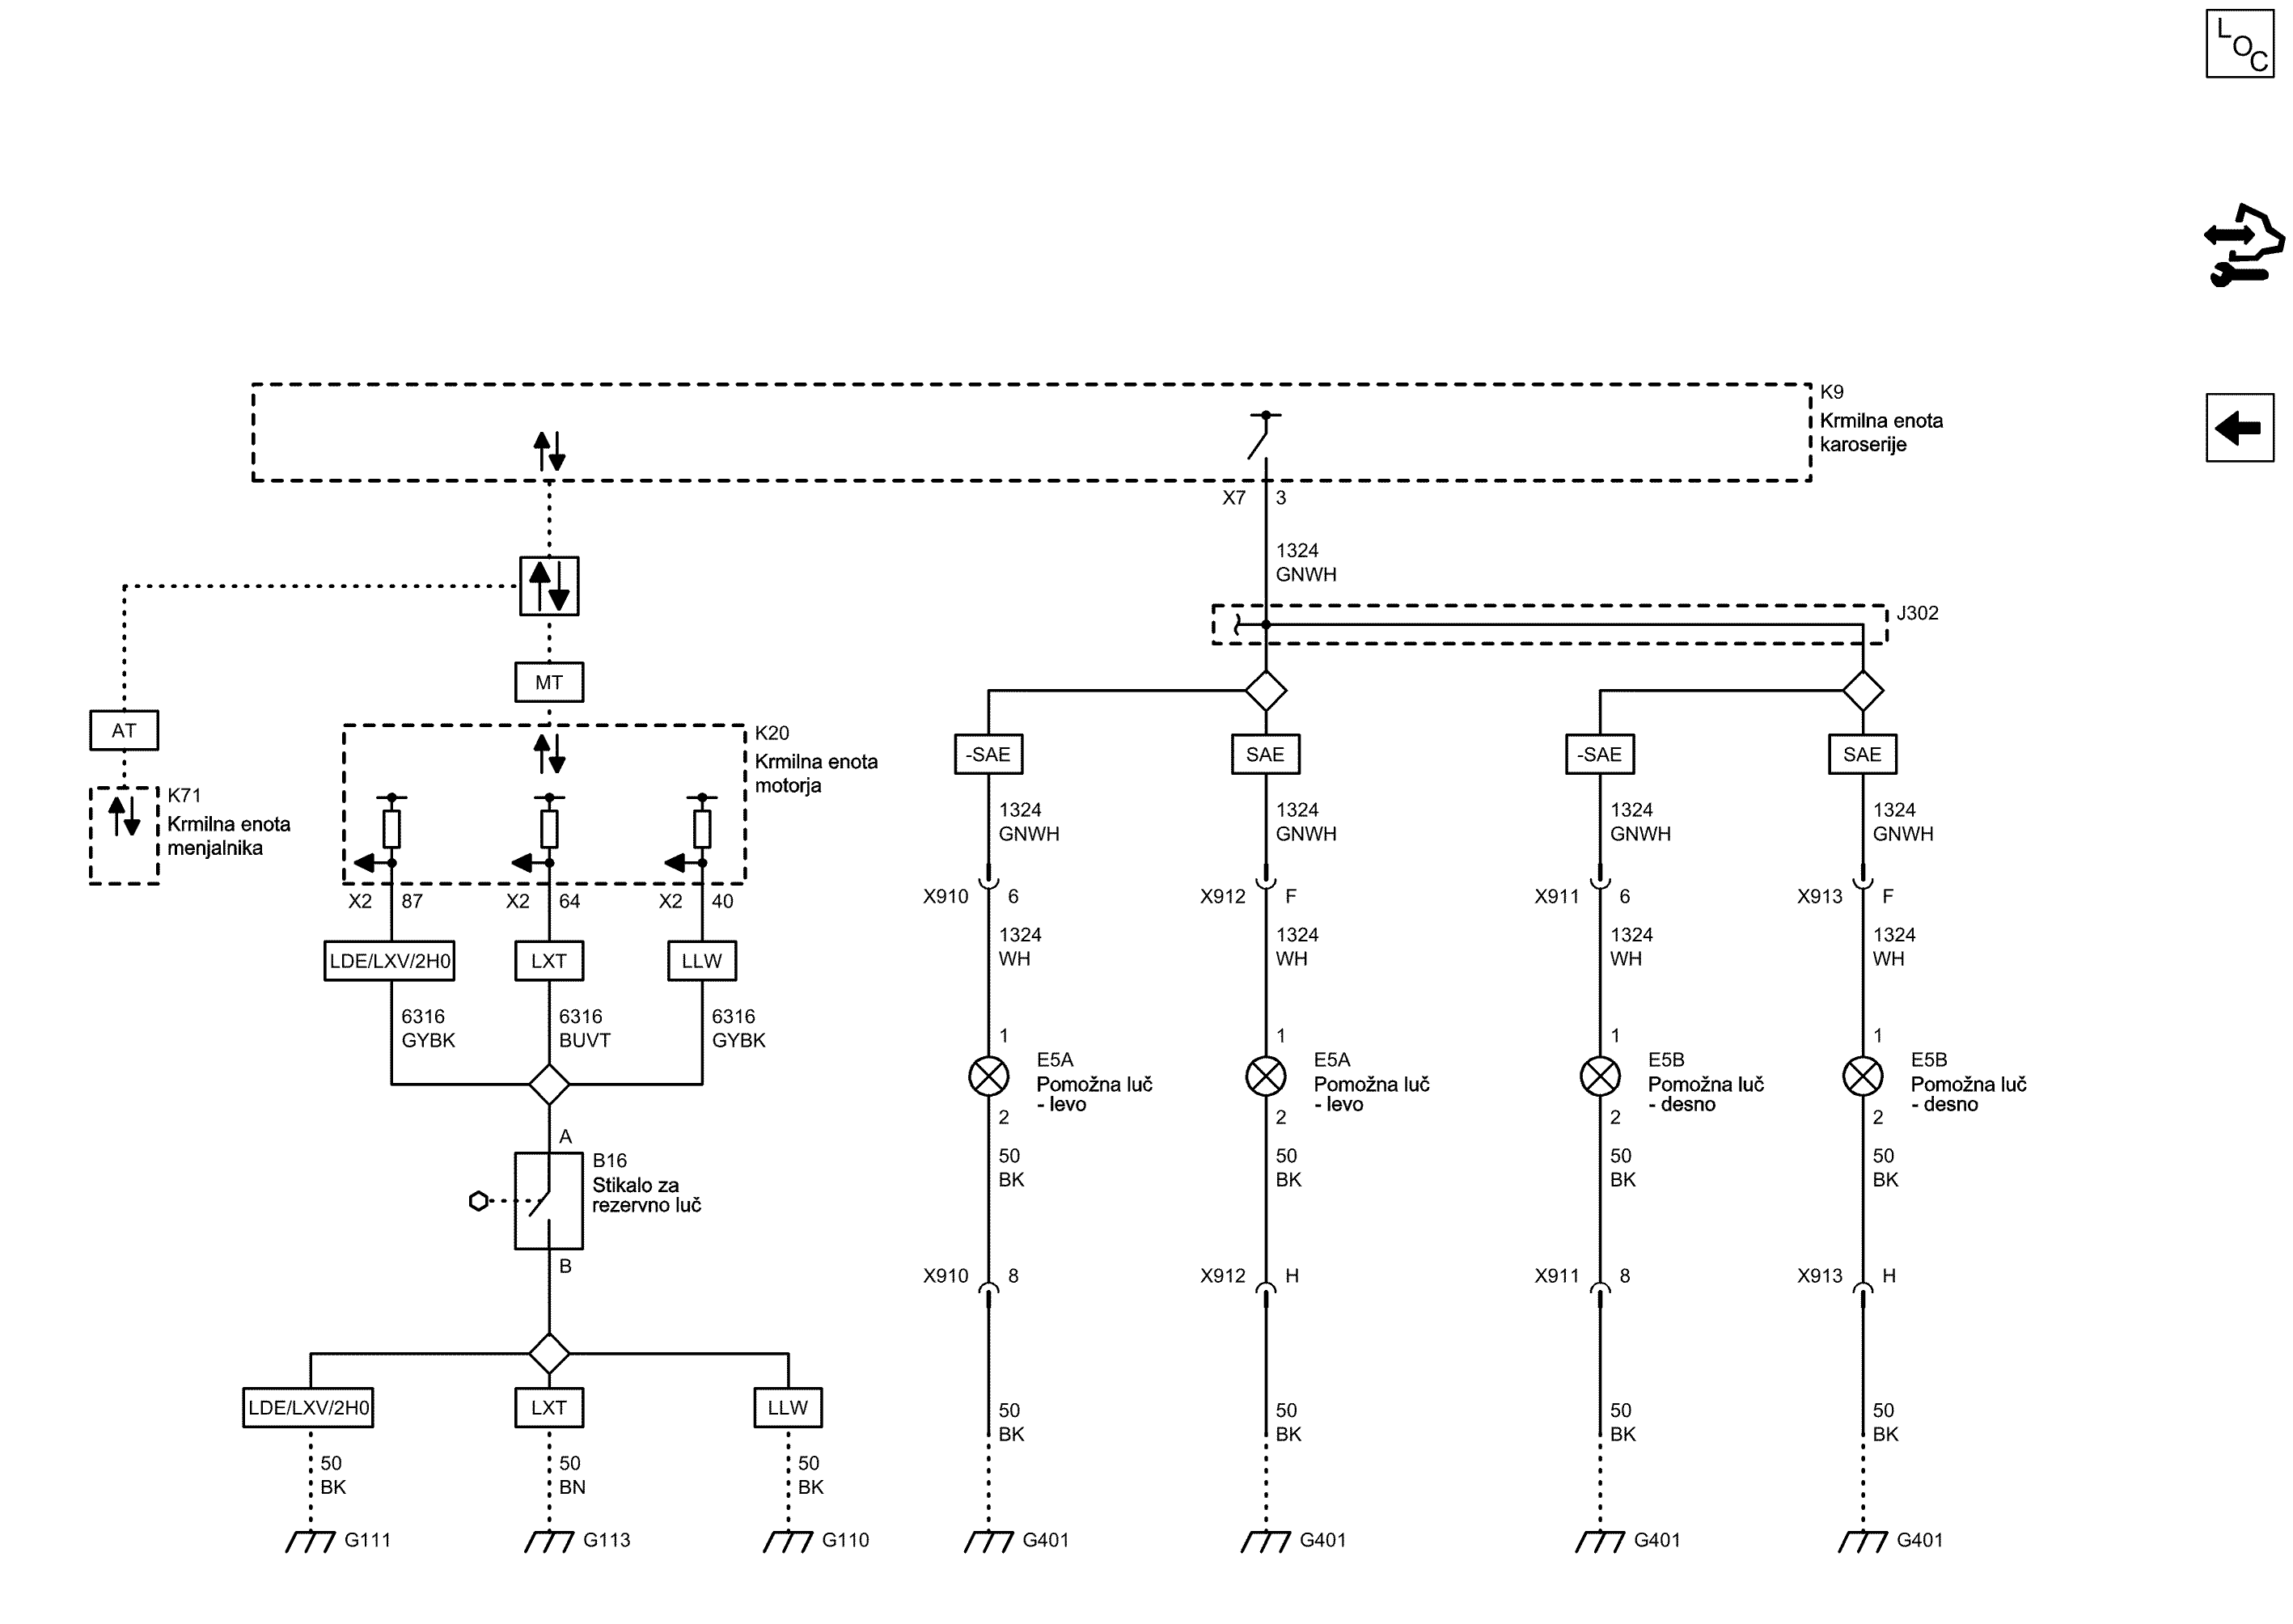 LOC
K9
Krmilna enota
karoserije
X7 3
1324
GNWH
J302
MT
AT
K20
Krmilna enota
motorja
K71
Krmilna enota
menjalnika
-SAE SAE -SAE SAE
1324 1324 1324 1324
GNWH GNWH GNWH GNWH
X2 87 X2 64 X2 40
X910 6 X912 F X911 6 X913 F
1324 1324 1324 1324
WH WH WH WH
LDE/LXV/2H0 LXT LLW
6316 6316 6316
GYBK BUVT GYBK
1 1 1 1
E5A E5A E5B E5B
Pomožna luč Pomožna luč Pomožna luč Pomožna luč
- levo - levo - desno - desno
2 2 2 2
A
B16
Stikalo za
rezervno luč
50 50 50 50
BK BK BK BK
B
X910 8 X912 H X911 8 X913 H
LDE/LXV/2H0 LXT LLW
50 50 50 50
BK BK BK BK
50 50 50
BK BN BK
G111 G113 G110 G401 G401 G401 G401